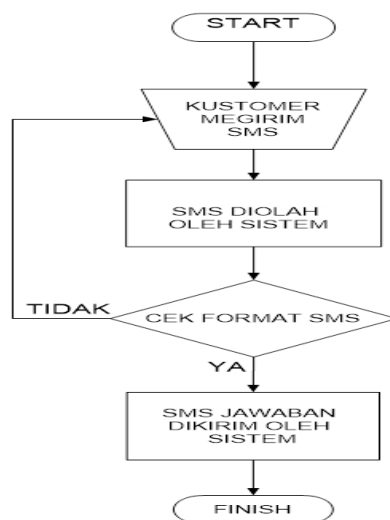 START
KUSTOMER
MEGIRIM
SMS
SMS DIOLAH
OLEH SISTEM
CEK FORMAT SMS
TIDAK
YA
SMS JAWABAN
DIKIRIM OLEH
SISTEM
FINISH